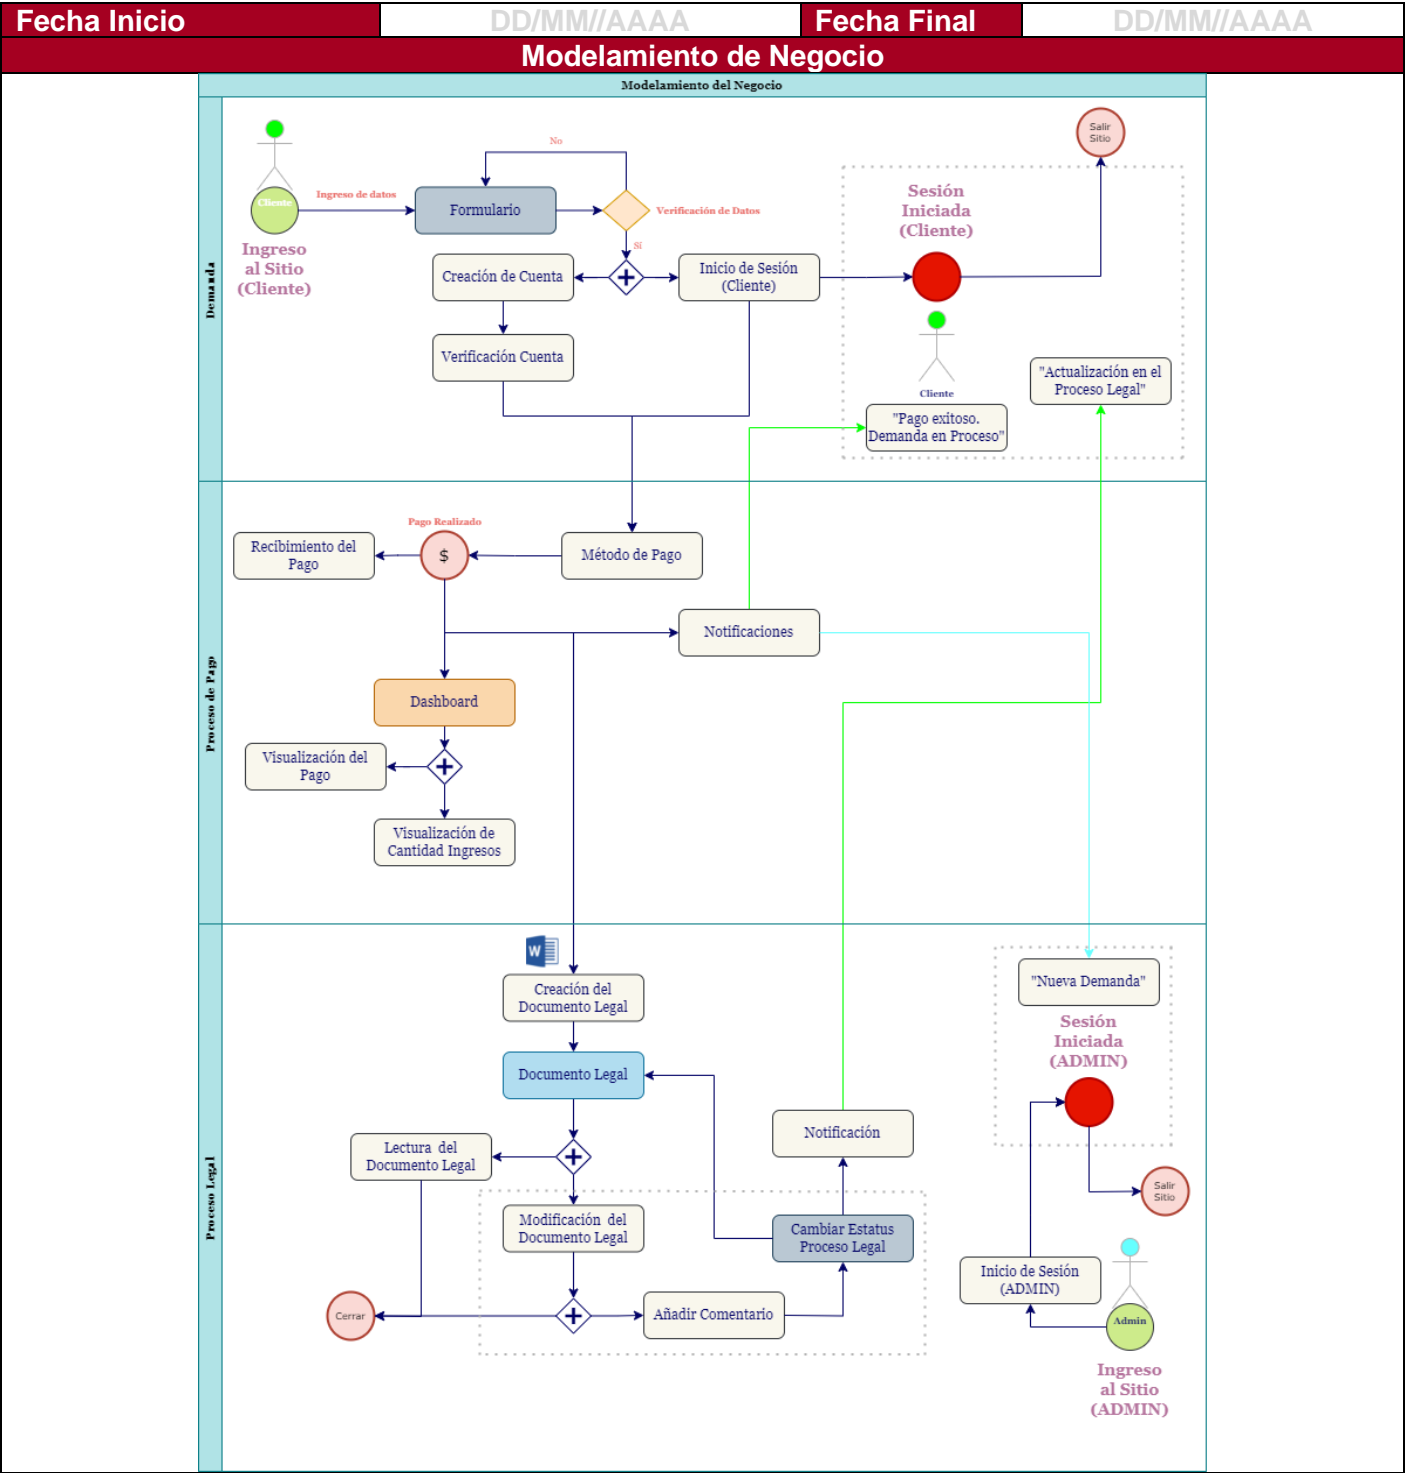 Fecha Inicio
DD/MM//AAAA
Fecha Final
DD/MM//AAAA
Modelamiento de Negocio
Modelamiento del Negocio
Demanda
Cliente
Ingreso
al Sitio
(Cliente)
Ingreso de datos
Formulario
No
Verificación de Datos
Sí
Creación de Cuenta
Inicio de Sesión
(Cliente)
Verificación Cuenta
Salir
Sitio
Sesión
Iniciada
(Cliente)
Cliente
"Actualización en el
Proceso Legal"
"Pago exitoso.
Demanda en Proceso"
Proceso de Pago
Pago Realizado
Recibimiento del
Pago
$
Método de Pago
Notificaciones
Dashboard
Visualización del
Pago
Visualización de
Cantidad Ingresos
Proceso Legal
W
Creación del
Documento Legal
"Nueva Demanda"
Sesión
Iniciada
(ADMIN)
Documento Legal
Notificación
Lectura  del
Documento Legal
Salir
Sitio
Modificación  del
Documento Legal
Cambiar Estatus
Proceso Legal
Inicio de Sesión
(ADMIN)
Cerrar
Añadir Comentario
Admin
Ingreso
al Sitio
(ADMIN)